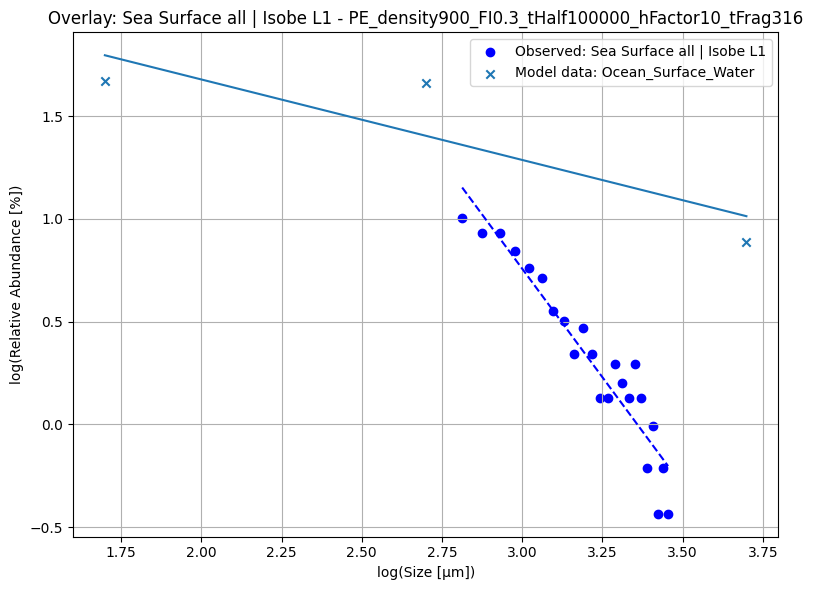 Overlay: Sea Surface all | Isobe L1 - PE_density900_FI0.3_tHalf100000_hFactor10_tFrag316
Observed: Sea Surface all | Isobe L1
Model data: Ocean_Surface_Water
log(Relative Abundance [%])
1.5
1.0
0.5
0.0
−0.5
1.75 2.00 2.25 2.50 2.75 3.00 3.25 3.50 3.75
log(Size [µm])